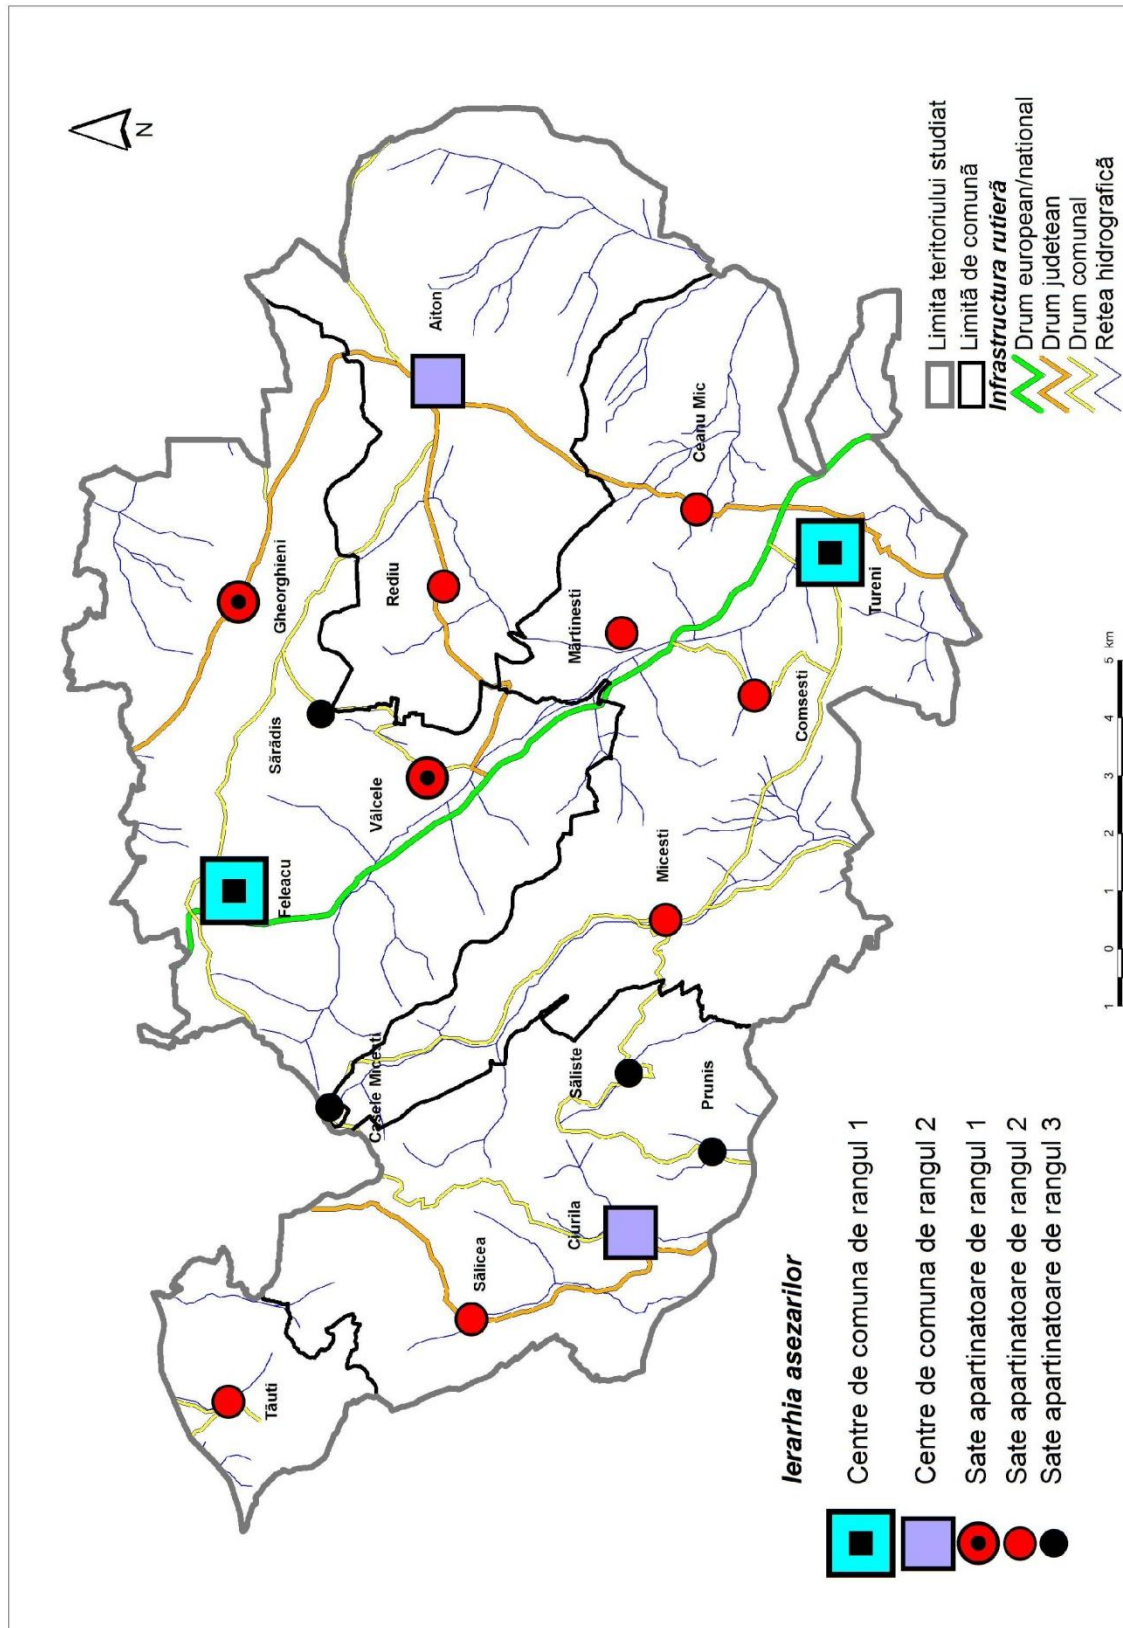 N
Gheorghieni
Aiton
Feleacu
Sărădis
Vâlcele
Rediu
Casele Micesti
Mărtinesti
Ceanu Mic
Micesti
Comsesti
Tureni
Tăuti
Sălicea
Ciurila
Săliste
Prunis
Ierarhia asezarilor
Centre de comuna de rangul 1
Centre de comuna de rangul 2
Sate apartinatoare de rangul 1
Sate apartinatoare de rangul 2
Sate apartinatoare de rangul 3
1 0 1 2 3 4 5 km
Limita teritoriului studiat
Limită de comună
Infrastructura rutieră
Drum european/national
Drum judetean
Drum comunal
Retea hidrografică